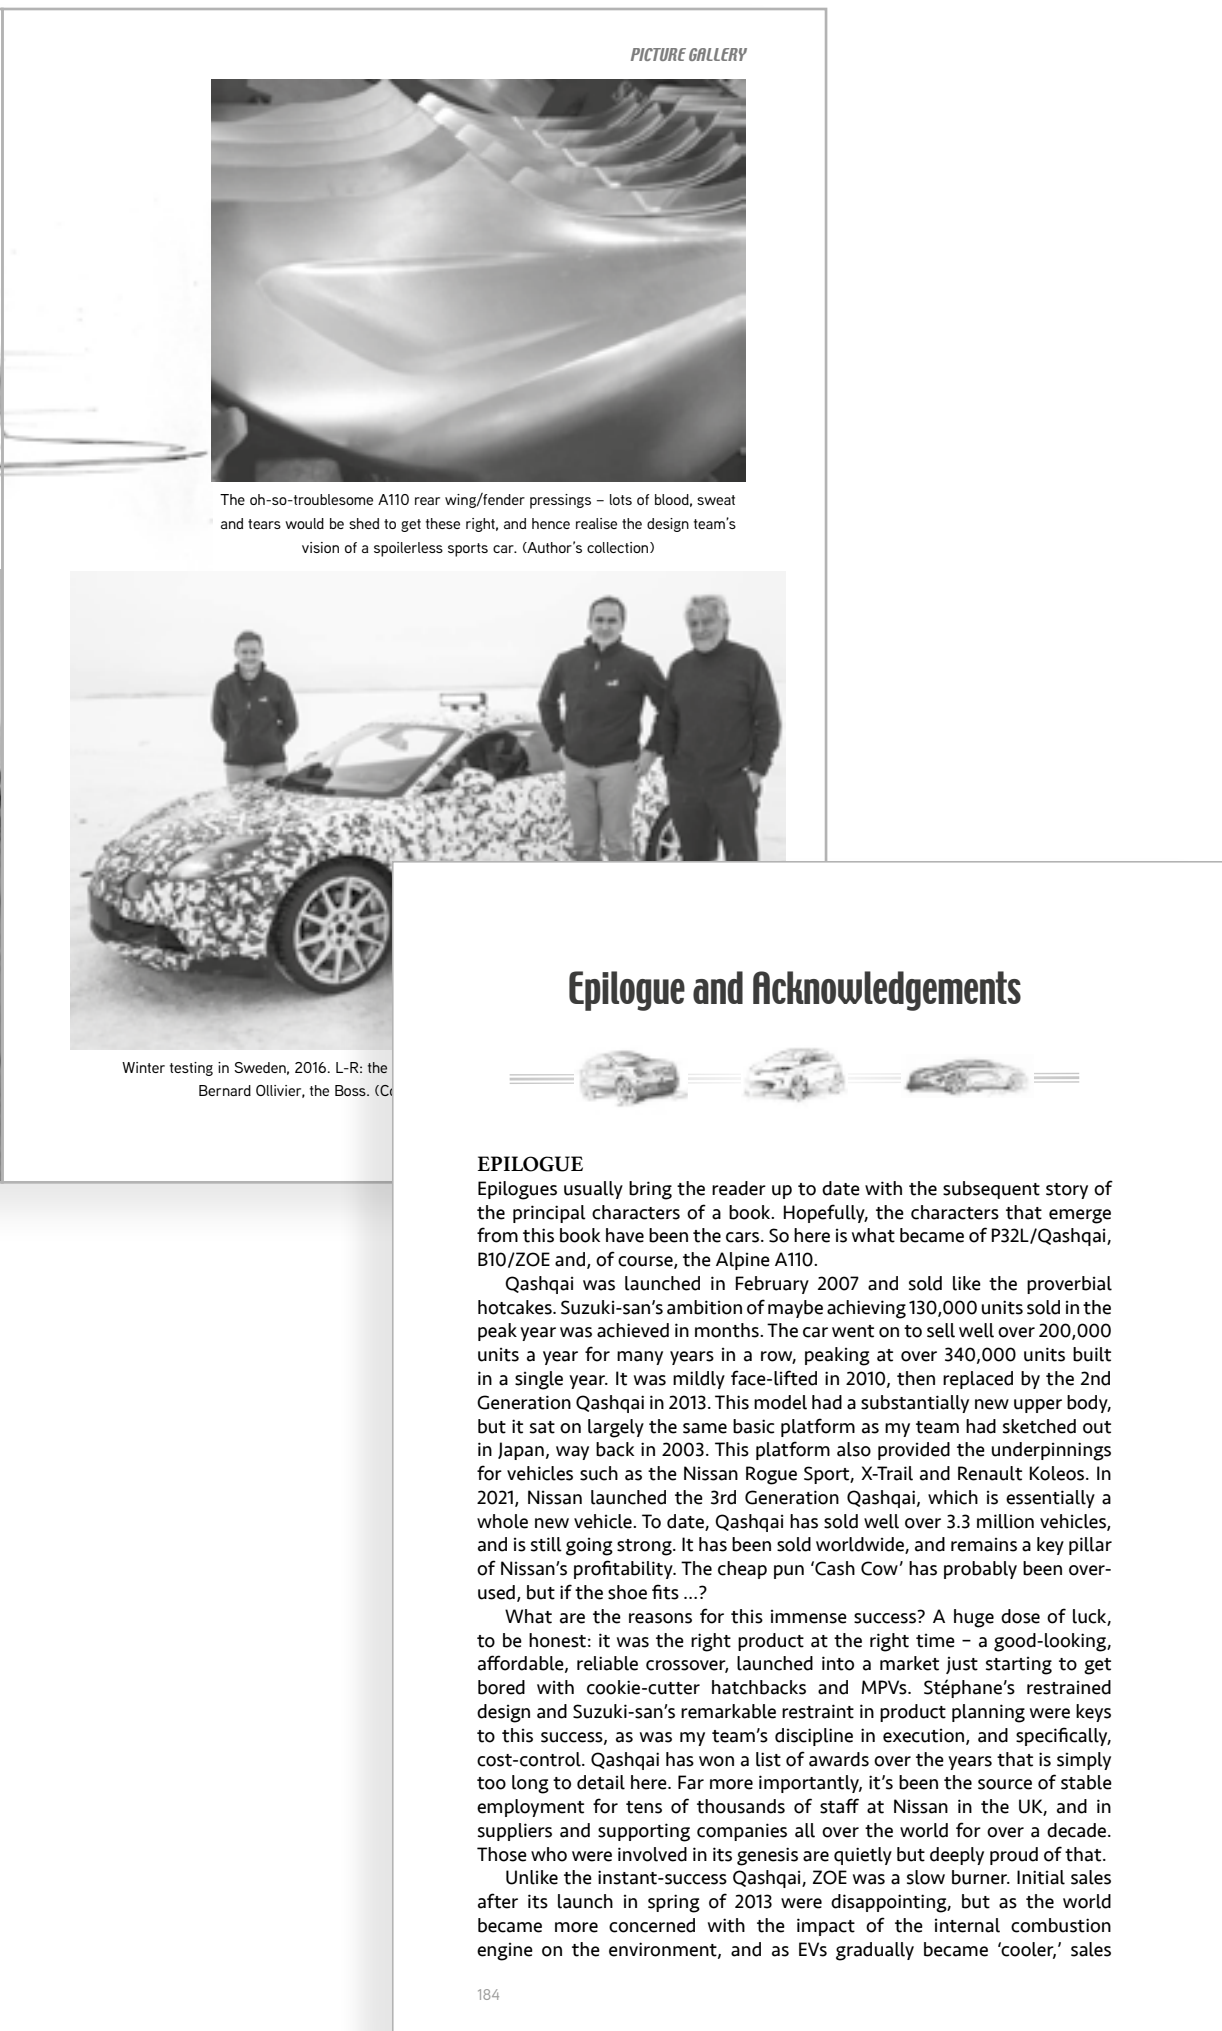 PICTURE GALLERY
The oh-so-troublesome A110 rear wing/fender pressings – lots of blood, sweat
and tears would be shed to get these right, and hence realise the design team's
vision of a spoilerless sports car. (Author's collection)
Winter testing in Sweden, 2016. L-R: the
Bernard Ollivier, the Boss.
Epilogue and Acknowledgements
EPILOGUE
Epilogues usually bring the reader up to date with the subsequent story of
the principal characters of a book. Hopefully, the characters that emerge
from this book have been the cars. So here is what became of P32L/Qashqai,
B10/ZOE and, of course, the Alpine A110.
Qashqai was launched in February 2007 and sold like the proverbial
hotcakes. Suzuki-san's ambition of maybe achieving 130,000 units sold in the
peak year was achieved in months. The car went on to sell well over 200,000
units a year for many years in a row, peaking at over 340,000 units built
in a single year. It was mildly face-lifted in 2010, then replaced by the 2nd
Generation Qashqai in 2013. This model had a substantially new upper body,
but it sat on largely the same basic platform as my team had sketched out
in Japan, way back in 2003. This platform also provided the underpinnings
for vehicles such as the Nissan Rogue Sport, X-Trail and Renault Koleos. In
2021, Nissan launched the 3rd Generation Qashqai, which is essentially a
whole new vehicle. To date, Qashqai has sold well over 3.3 million vehicles,
and is still going strong. It has been sold worldwide, and remains a key pillar
of Nissan's profitability. The cheap pun 'Cash Cow' has probably been over-
used, but if the shoe fits ...?
What are the reasons for this immense success? A huge dose of luck,
to be honest: it was the right product at the right time – a good-looking,
affordable, reliable crossover, launched into a market just starting to get
bored with cookie-cutter hatchbacks and MPVs. Stéphane's restrained
design and Suzuki-san's remarkable restraint in product planning were keys
to this success, as was my team's discipline in execution, and specifically,
cost-control. Qashqai has won a list of awards over the years that is simply
too long to detail here. Far more importantly, it's been the source of stable
employment for tens of thousands of staff at Nissan in the UK, and in
suppliers and supporting companies all over the world for over a decade.
Those who were involved in its genesis are quietly but deeply proud of that.
Unlike the instant-success Qashqai, ZOE was a slow burner. Initial sales
after its launch in spring of 2013 were disappointing, but as the world
became more concerned with the impact of the internal combustion
engine on the environment, and as EVs gradually became 'cooler,' sales
184